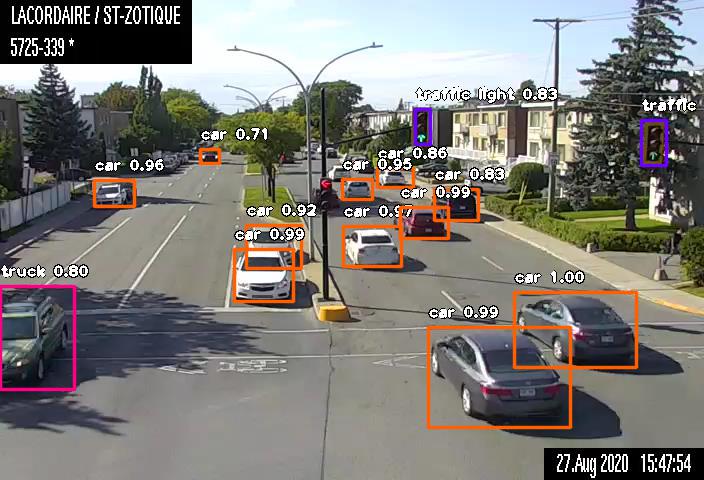 LACORDAIRE / ST-ZOTIQUE
5725-339 *
traffic light 0.83
traffic
car 0.71
car 0.86
car 0.96
car 0.95
car 0.83
car 0.99
car 0.92
car 0.97
car 0.99
truck 0.80
car 1.00
car 0.99
27.Aug 2020 15:47:54